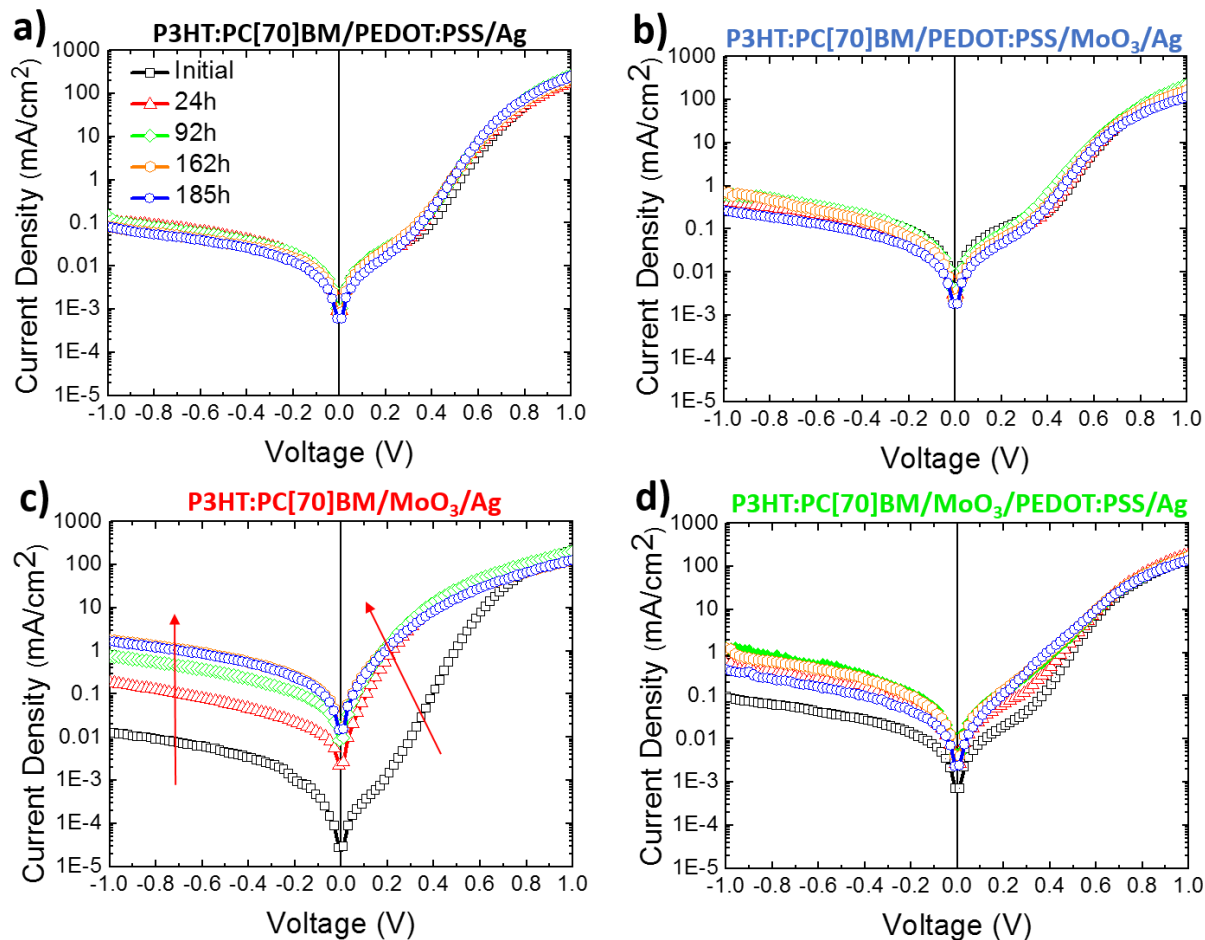 a)
P3HT:PC[70]BM/PEDOT:PSS/Ag
1000
100
10
1
0.1
0.01
1E-3
1E-4
1E-5
Initial
24h
92h
162h
185h
-1.0 -0.8 -0.6 -0.4 -0.2 0.0 0.2 0.4 0.6 0.8 1.0
Current Density (mA/cm²)
Voltage (V)
b)
P3HT:PC[70]BM/PEDOT:PSS/MoO₃/Ag
1000
100
10
1
0.1
0.01
1E-3
1E-4
1E-5
-1.0 -0.8 -0.6 -0.4 -0.2 0.0 0.2 0.4 0.6 0.8 1.0
Current Density (mA/cm²)
Voltage (V)
c)
P3HT:PC[70]BM/MoO₃/Ag
1000
100
10
1
0.1
0.01
1E-3
1E-4
1E-5
-1.0 -0.8 -0.6 -0.4 -0.2 0.0 0.2 0.4 0.6 0.8 1.0
Current Density (mA/cm²)
Voltage (V)
d)
P3HT:PC[70]BM/MoO₃/PEDOT:PSS/Ag
1000
100
10
1
0.1
0.01
1E-3
1E-4
1E-5
-1.0 -0.8 -0.6 -0.4 -0.2 0.0 0.2 0.4 0.6 0.8 1.0
Current Density (mA/cm²)
Voltage (V)